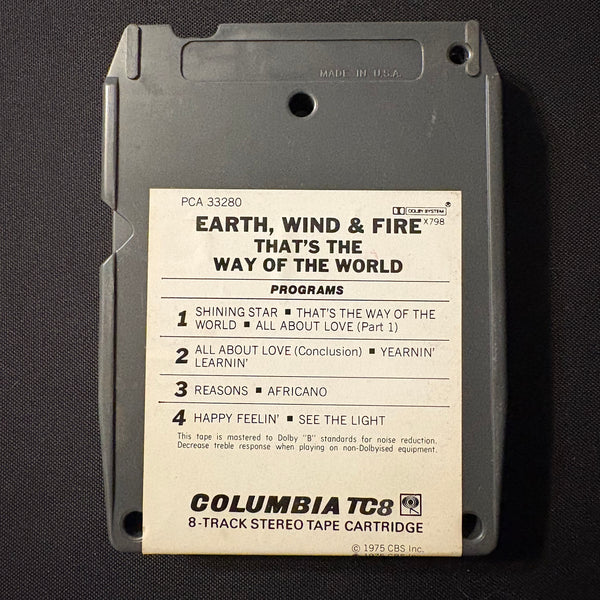 MADE IN U.S.A.
PCA 33280
DOLBY SYSTEM ®
EARTH, WIND & FIRE X798
THAT'S THE
WAY OF THE WORLD
PROGRAMS
1 SHINING STAR ■ THAT'S THE WAY OF THE
WORLD ■ ALL ABOUT LOVE (Part 1)
2 ALL ABOUT LOVE (Conclusion) ■ YEARNIN'
LEARNIN'
3 REASONS ■ AFRICANO
4 HAPPY FEELIN' ■ SEE THE LIGHT
This tape is mastered to Dolby "B" standards for noise reduction.
Decrease treble response when playing on non-Dolbyised equipment.
COLUMBIA TC8
8-TRACK STEREO TAPE CARTRIDGE
© 1975 CBS Inc.